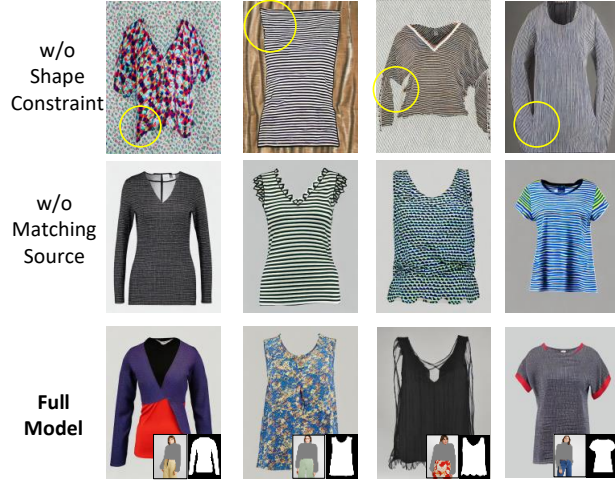 w/o
Shape
Constraint
w/o
Matching
Source
Full
Model